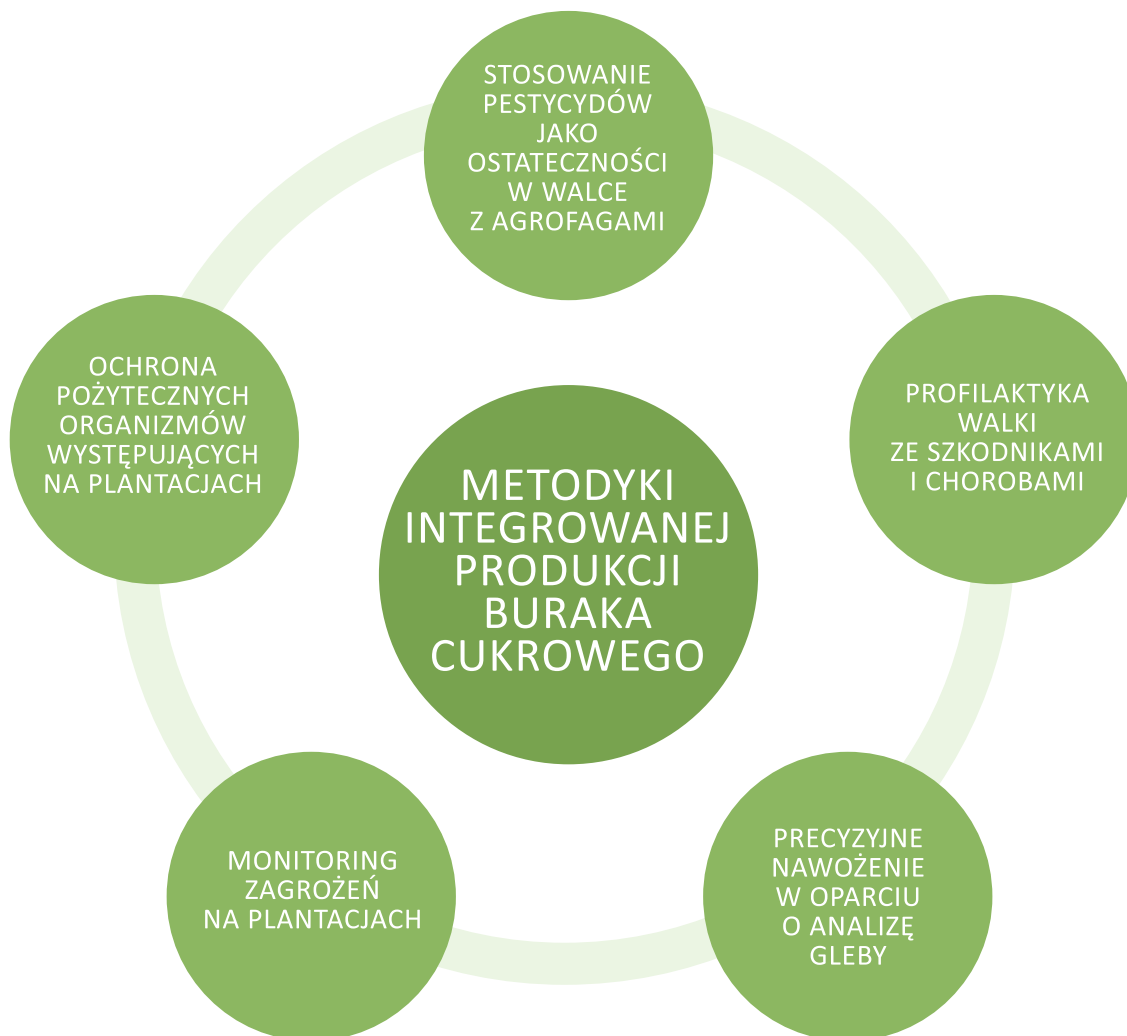 STOSOWANIE
PESTYCYDÓW
JAKO
OSTATECZNOŚCI
W WALCE
Z AGROFAGAMI
OCHRONA
POŻYTECZNYCH
ORGANIZMÓW
WYSTĘPUJĄCYCH
NA PLANTACJACH
PROFILAKTYKA
WALKI
ZE SZKODNIKAMI
I CHOROBAMI
METODYKI
INTEGROWANEJ
PRODUKCJI
BURAKA
CUKROWEGO
MONITORING
ZAGROŻEŃ
NA PLANTACJACH
PRECYZYJNE
NAWOŻENIE
W OPARCIU
O ANALIZĘ
GLEBY